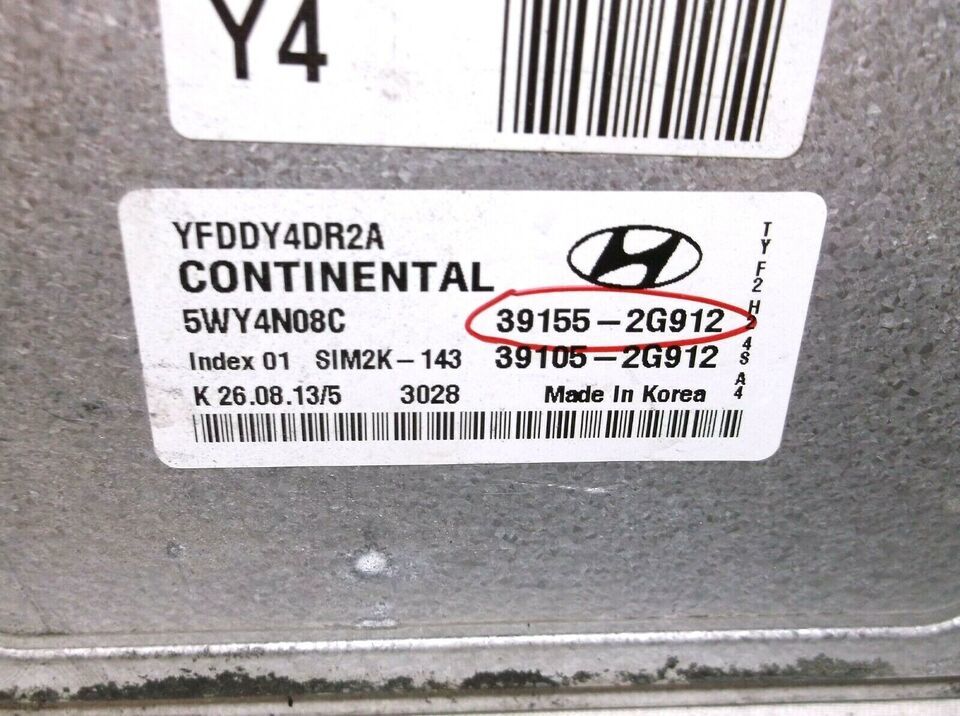 Y4
YFDDY4DR2A
CONTINENTAL
5WY4N08C 39155-2G912
Index 01 SIM2K-143 39105-2G912
K 26.08.13/5 3028 Made In Korea
TYF2H24SA4